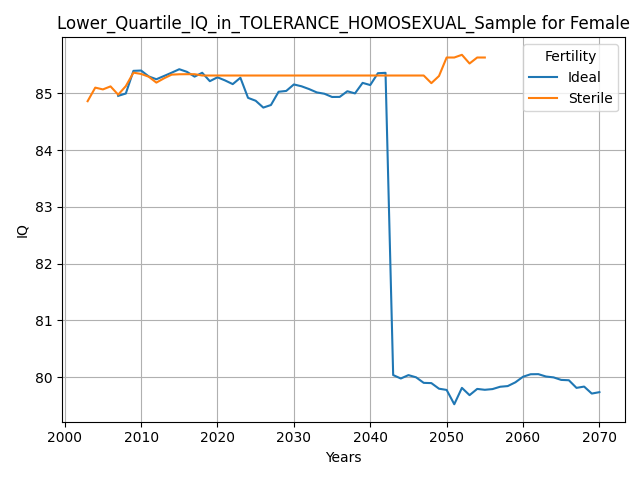 Lower_Quartile_IQ_in_TOLERANCE_HOMOSEXUAL_Sample for Female
Fertility
Ideal
Sterile
IQ
85
84
83
82
81
80
2000
2010
2020
2030
2040
2050
2060
2070
Years